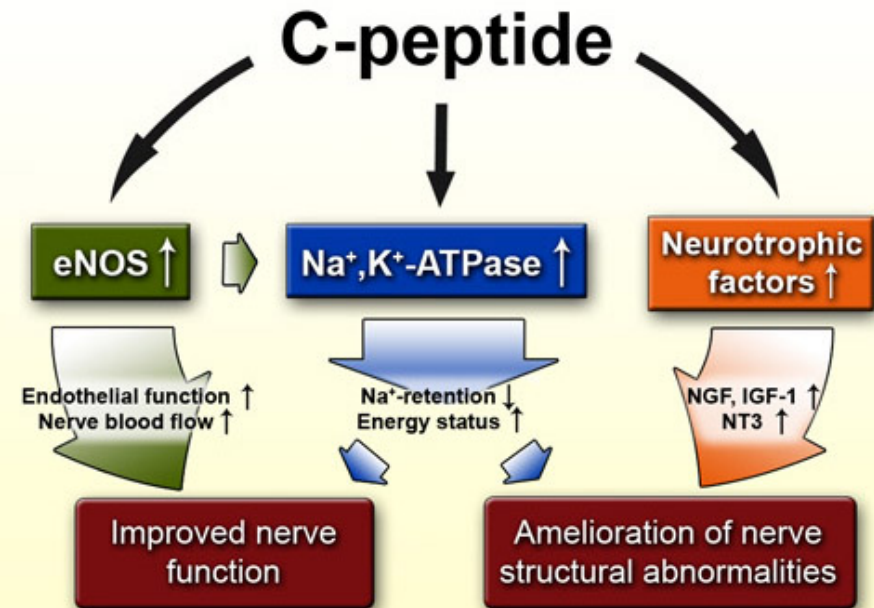 C-peptide
eNOS ↑
Na⁺,K⁺-ATPase ↑
Neurotrophic
factors ↑
Endothelial function ↑
Nerve blood flow ↑
Na⁺-retention ↓
Energy status ↑
NGF, IGF-1 ↑
NT3 ↑
Improved nerve
function
Amelioration of nerve
structural abnormalities